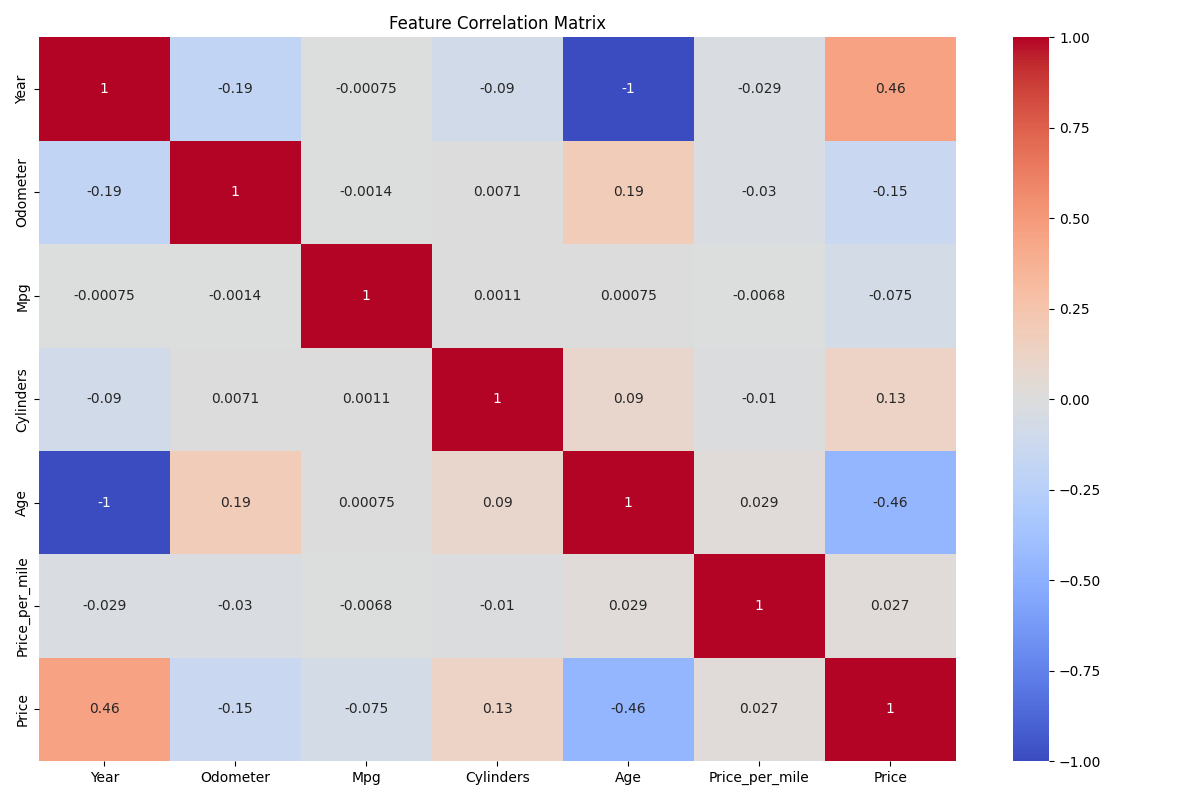 Feature Correlation Matrix
Year 1 -0.19 -0.00075 -0.09 -1 -0.029 0.46
Odometer -0.19 1 -0.0014 0.0071 0.19 -0.03 -0.15
Mpg -0.00075 -0.0014 1 0.0011 0.00075 -0.0068 -0.075
Cylinders -0.09 0.0071 0.0011 1 0.09 -0.01 0.13
Age -1 0.19 0.00075 0.09 1 0.029 -0.46
Price_per_mile -0.029 -0.03 -0.0068 -0.01 0.029 1 0.027
Price 0.46 -0.15 -0.075 0.13 -0.46 0.027 1
Year Odometer Mpg Cylinders Age Price_per_mile Price
1.00
0.75
0.50
0.25
0.00
−0.25
−0.50
−0.75
−1.00